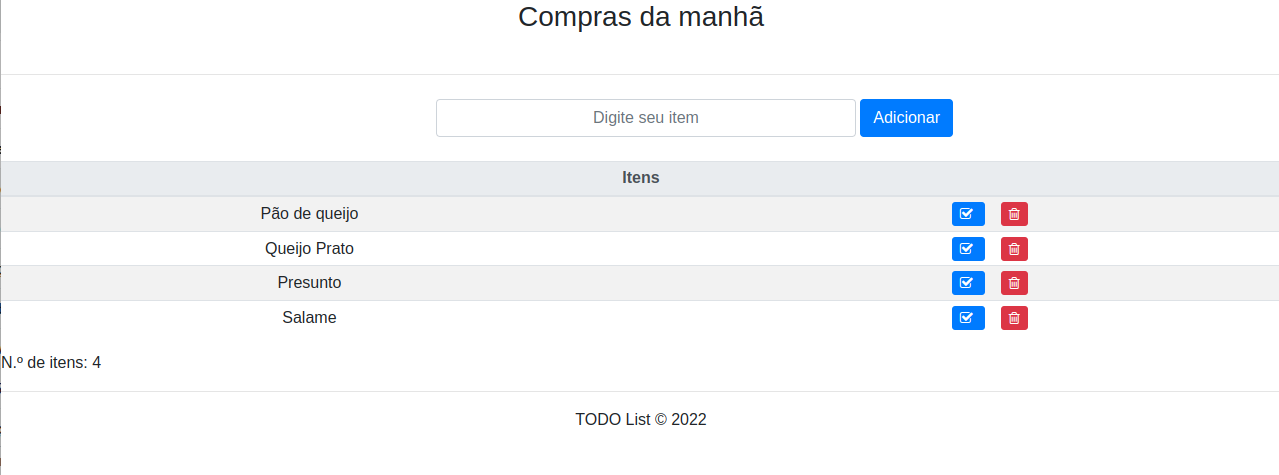 Compras da manhã
Digite seu item
Adicionar
Itens
Pão de queijo
Queijo Prato
Presunto
Salame
N.º de itens: 4
TODO List © 2022